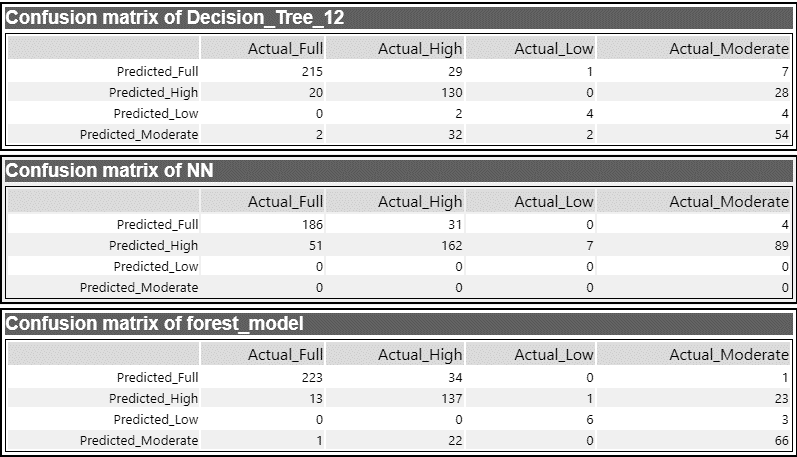 Confusion matrix of Decision_Tree_12
Actual_Full Actual_High Actual_Low Actual_Moderate
Predicted_Full 215 29 1 7
Predicted_High 20 130 0 28
Predicted_Low 0 2 4 4
Predicted_Moderate 2 32 2 54
Confusion matrix of NN
Actual_Full Actual_High Actual_Low Actual_Moderate
Predicted_Full 186 31 0 4
Predicted_High 51 162 7 89
Predicted_Low 0 0 0 0
Predicted_Moderate 0 0 0 0
Confusion matrix of forest_model
Actual_Full Actual_High Actual_Low Actual_Moderate
Predicted_Full 223 34 0 1
Predicted_High 13 137 1 23
Predicted_Low 0 0 6 3
Predicted_Moderate 1 22 0 66